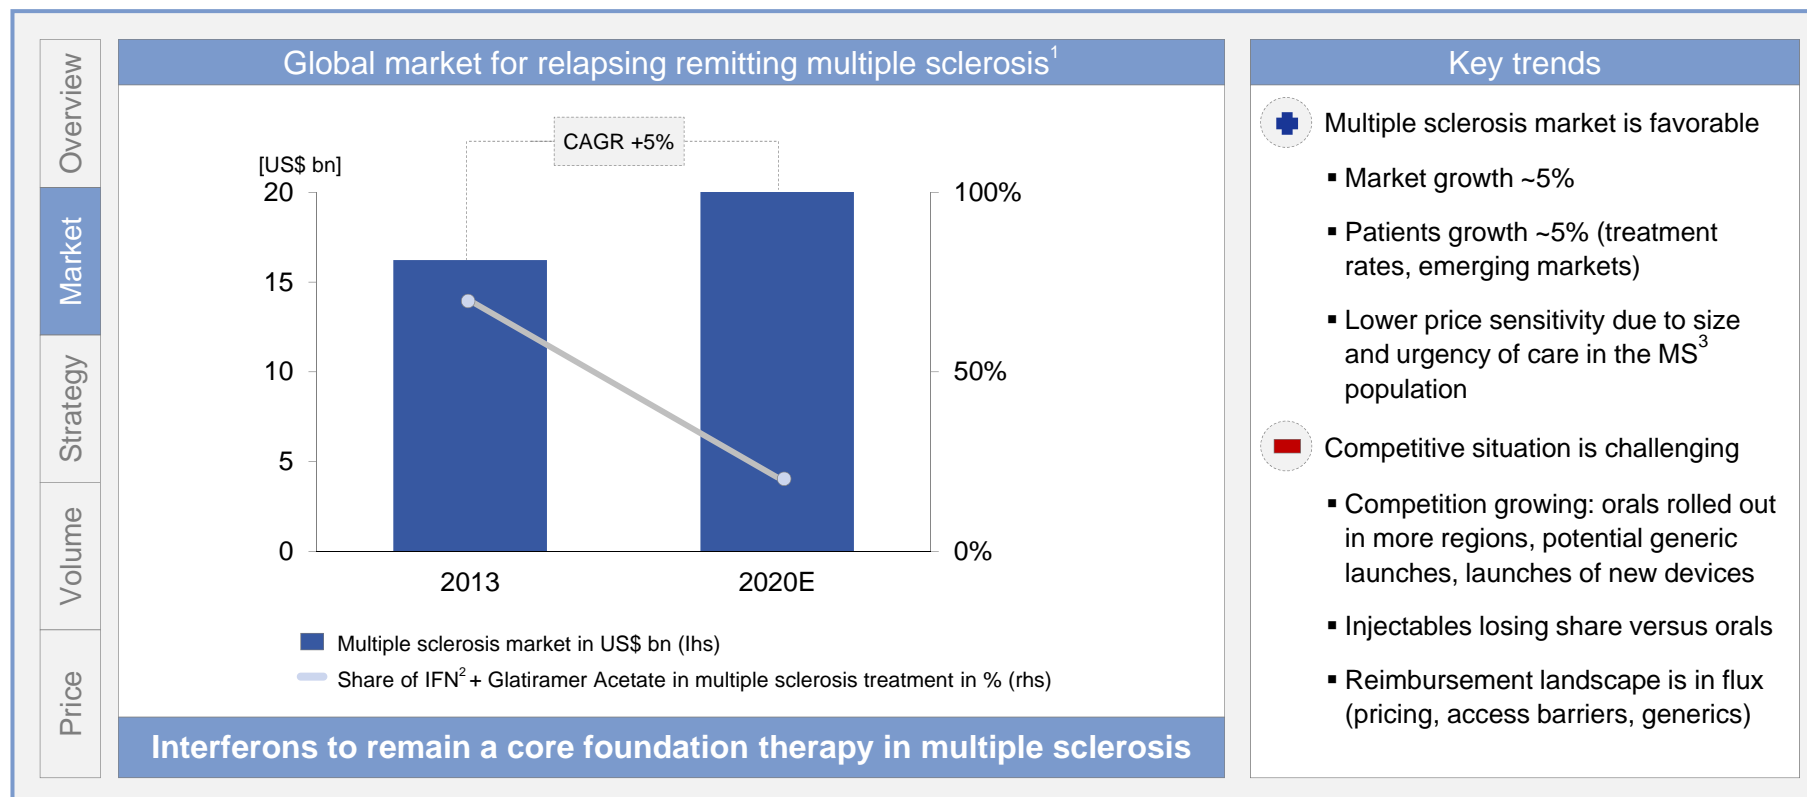 Overview
Market
Strategy
Volume
Price
Global market for relapsing remitting multiple sclerosis1
CAGR +5%
[US$ bn]
20
15
10
5
0
100%
50%
0%
2013
2020E
Multiple sclerosis market in US$ bn (lhs)
Share of IFN2 + Glatiramer Acetate in multiple sclerosis treatment in % (rhs)
Interferons to remain a core foundation therapy in multiple sclerosis
Key trends
Multiple sclerosis market is favorable
▪ Market growth ~5%
▪ Patients growth ~5% (treatment
rates, emerging markets)
▪ Lower price sensitivity due to size
and urgency of care in the MS3
population
Competitive situation is challenging
▪ Competition growing: orals rolled out
in more regions, potential generic
launches, launches of new devices
▪ Injectables losing share versus orals
▪ Reimbursement landscape is in flux
(pricing, access barriers, generics)